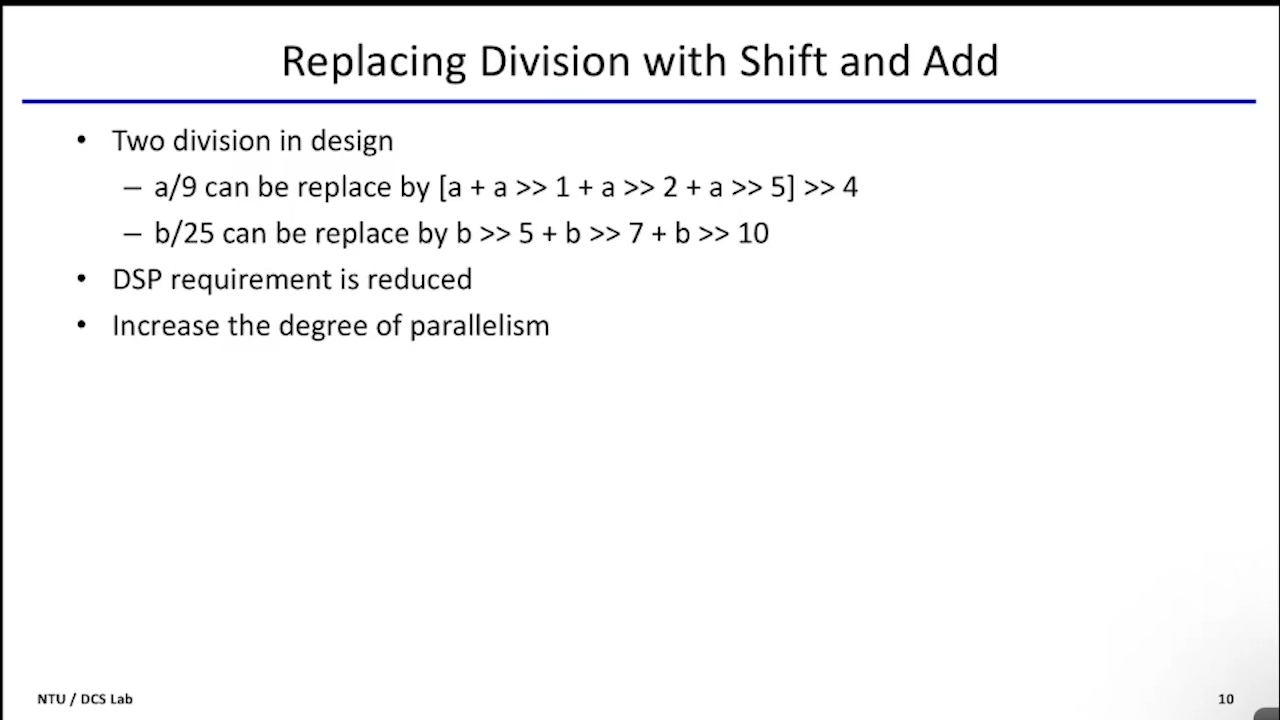 Replacing Division with Shift and Add
• Two division in design
– a/9 can be replace by [a + a >> 1 + a >> 2 + a >> 5] >> 4
– b/25 can be replace by b >> 5 + b >> 7 + b >> 10
• DSP requirement is reduced
• Increase the degree of parallelism
NTU / DCS Lab
10